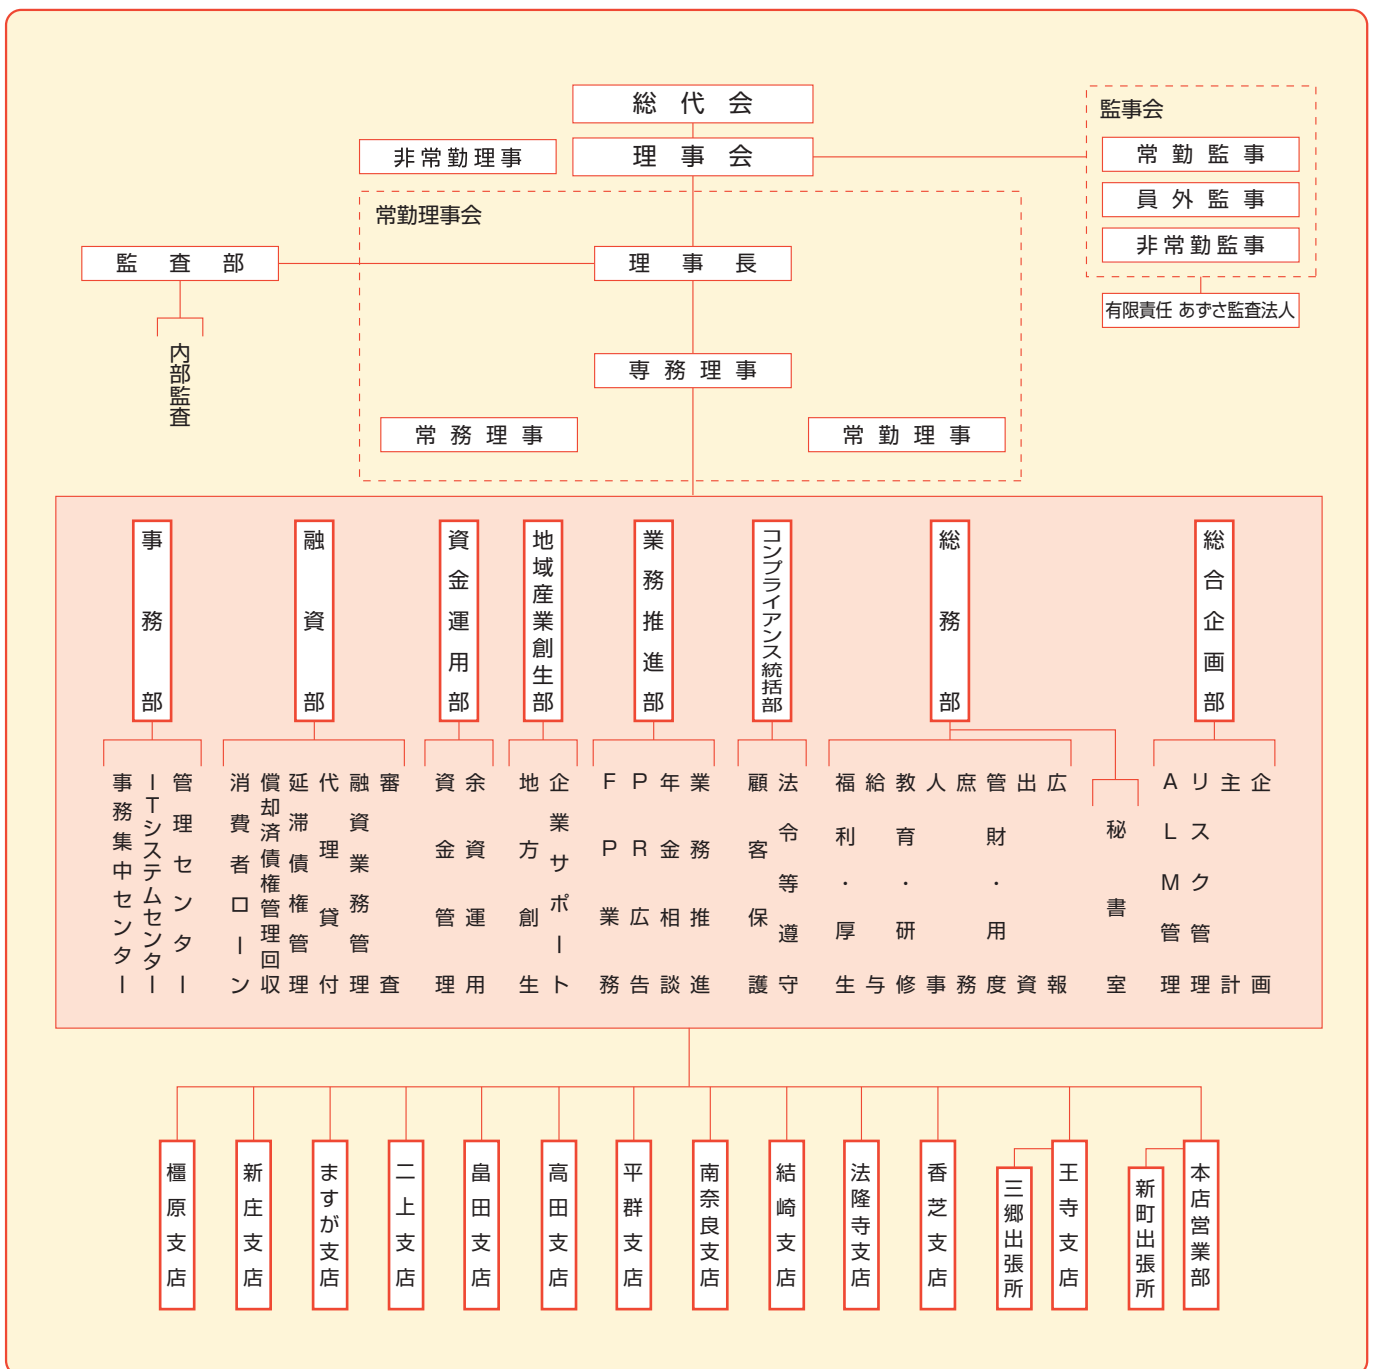 総代会
理事会
非常勤理事
監事会
常勤監事
員外監事
非常勤監事
有限責任 あずさ監査法人
常勤理事会
監査部
理事長
内部監査
専務理事
常務理事
常勤理事
総合企画部
総務部
コンプライアンス統括部
業務推進部
地域産業創生部
資金運用部
融資部
事務部
企画
主計
リスク管理
ALM管理
秘書室
広報
出資
管財・用度
庶務
人事
教育・研修
給与
福利・厚生
法令等遵守
顧客保護
業務推進
年金相談
PR広告
FP業務
企業サポート
地方創生
余資運用
資金管理
審査
融資業務管理
代理貸付
延滞債権管理
償却済債権管理回収
消費者ローン
管理センター
ITシステムセンター
事務集中センター
本店営業部
新町出張所
王寺支店
三郷出張所
香芝支店
法隆寺支店
結崎支店
南奈良支店
平群支店
高田支店
畠田支店
二上支店
ますが支店
新庄支店
橿原支店